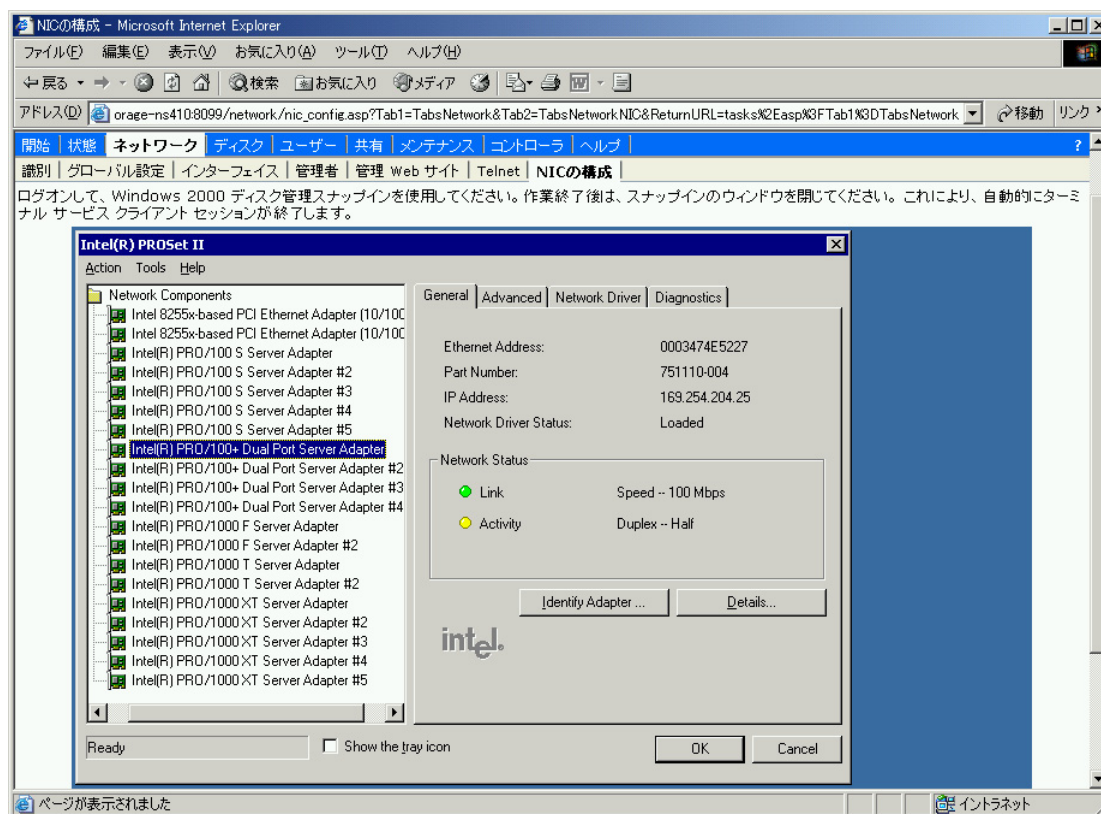 NICの構成 - Microsoft Internet Explorer
ファイル(F) 編集(E) 表示(V) お気に入り(A) ツール(T) ヘルプ(H)
戻る 検索 お気に入り メディア
アドレス(D) orage-ns410:8099/network/nic_config.asp?Tab1=TabsNetwork&Tab2=TabsNetworkNIC&ReturnURL=tasks%2Easp%3FTab1%3DTabsNetwork 移動 リンク
開始 状態 ネットワーク ディスク ユーザー 共有 メンテナンス コントローラ ヘルプ ?
識別 グローバル設定 インターフェイス 管理者 管理 Web サイト Telnet NICの構成
ログオンして、Windows 2000 ディスク管理スナップインを使用してください。作業終了後は、スナップインのウィンドウを閉じてください。これにより、自動的にターミ
ナル サービス クライアント セッションが終了します。
Intel(R) PROSet II
Action Tools Help
Network Components
Intel 8255x-based PCI Ethernet Adapter (10/100
Intel 8255x-based PCI Ethernet Adapter (10/100
Intel(R) PRO/100 S Server Adapter
Intel(R) PRO/100 S Server Adapter #2
Intel(R) PRO/100 S Server Adapter #3
Intel(R) PRO/100 S Server Adapter #4
Intel(R) PRO/100 S Server Adapter #5
Intel(R) PRO/100+ Dual Port Server Adapter
Intel(R) PRO/100+ Dual Port Server Adapter #2
Intel(R) PRO/100+ Dual Port Server Adapter #3
Intel(R) PRO/100+ Dual Port Server Adapter #4
Intel(R) PRO/1000 F Server Adapter
Intel(R) PRO/1000 F Server Adapter #2
Intel(R) PRO/1000 T Server Adapter
Intel(R) PRO/1000 T Server Adapter #2
Intel(R) PRO/1000 XT Server Adapter
Intel(R) PRO/1000 XT Server Adapter #2
Intel(R) PRO/1000 XT Server Adapter #3
Intel(R) PRO/1000 XT Server Adapter #4
Intel(R) PRO/1000 XT Server Adapter #5
General Advanced Network Driver Diagnostics
Ethernet Address: 0003474E5227
Part Number: 751110-004
IP Address: 169.254.204.25
Network Driver Status: Loaded
Network Status
Link Speed -- 100 Mbps
Activity Duplex -- Half
Identify Adapter ... Details...
intel®
Ready Show the tray icon OK Cancel
ページが表示されました イントラネット